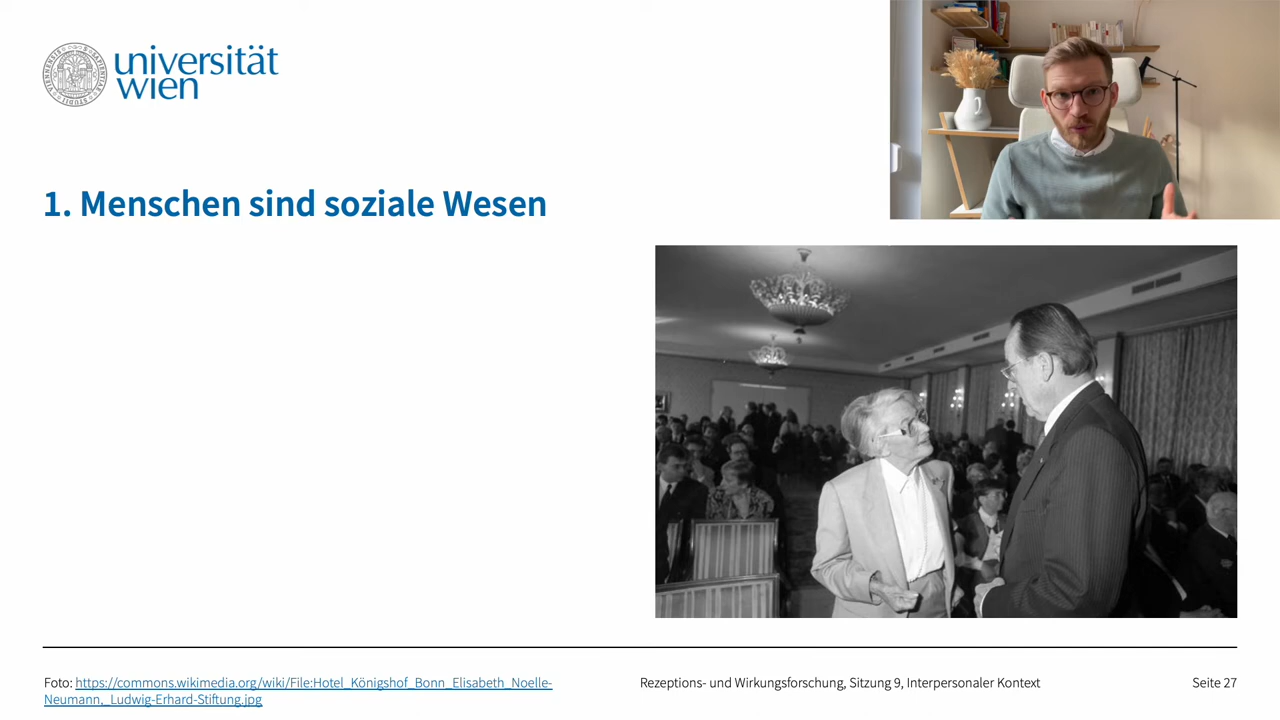 universität
wien
1. Menschen sind soziale Wesen
Foto: https://commons.wikimedia.org/wiki/File:Hotel_Königshof_Bonn_Elisabeth_Noelle-
Neumann,_Ludwig-Erhard-Stiftung.jpg
Rezeptions- und Wirkungsforschung, Sitzung 9, Interpersonaler Kontext
Seite 27